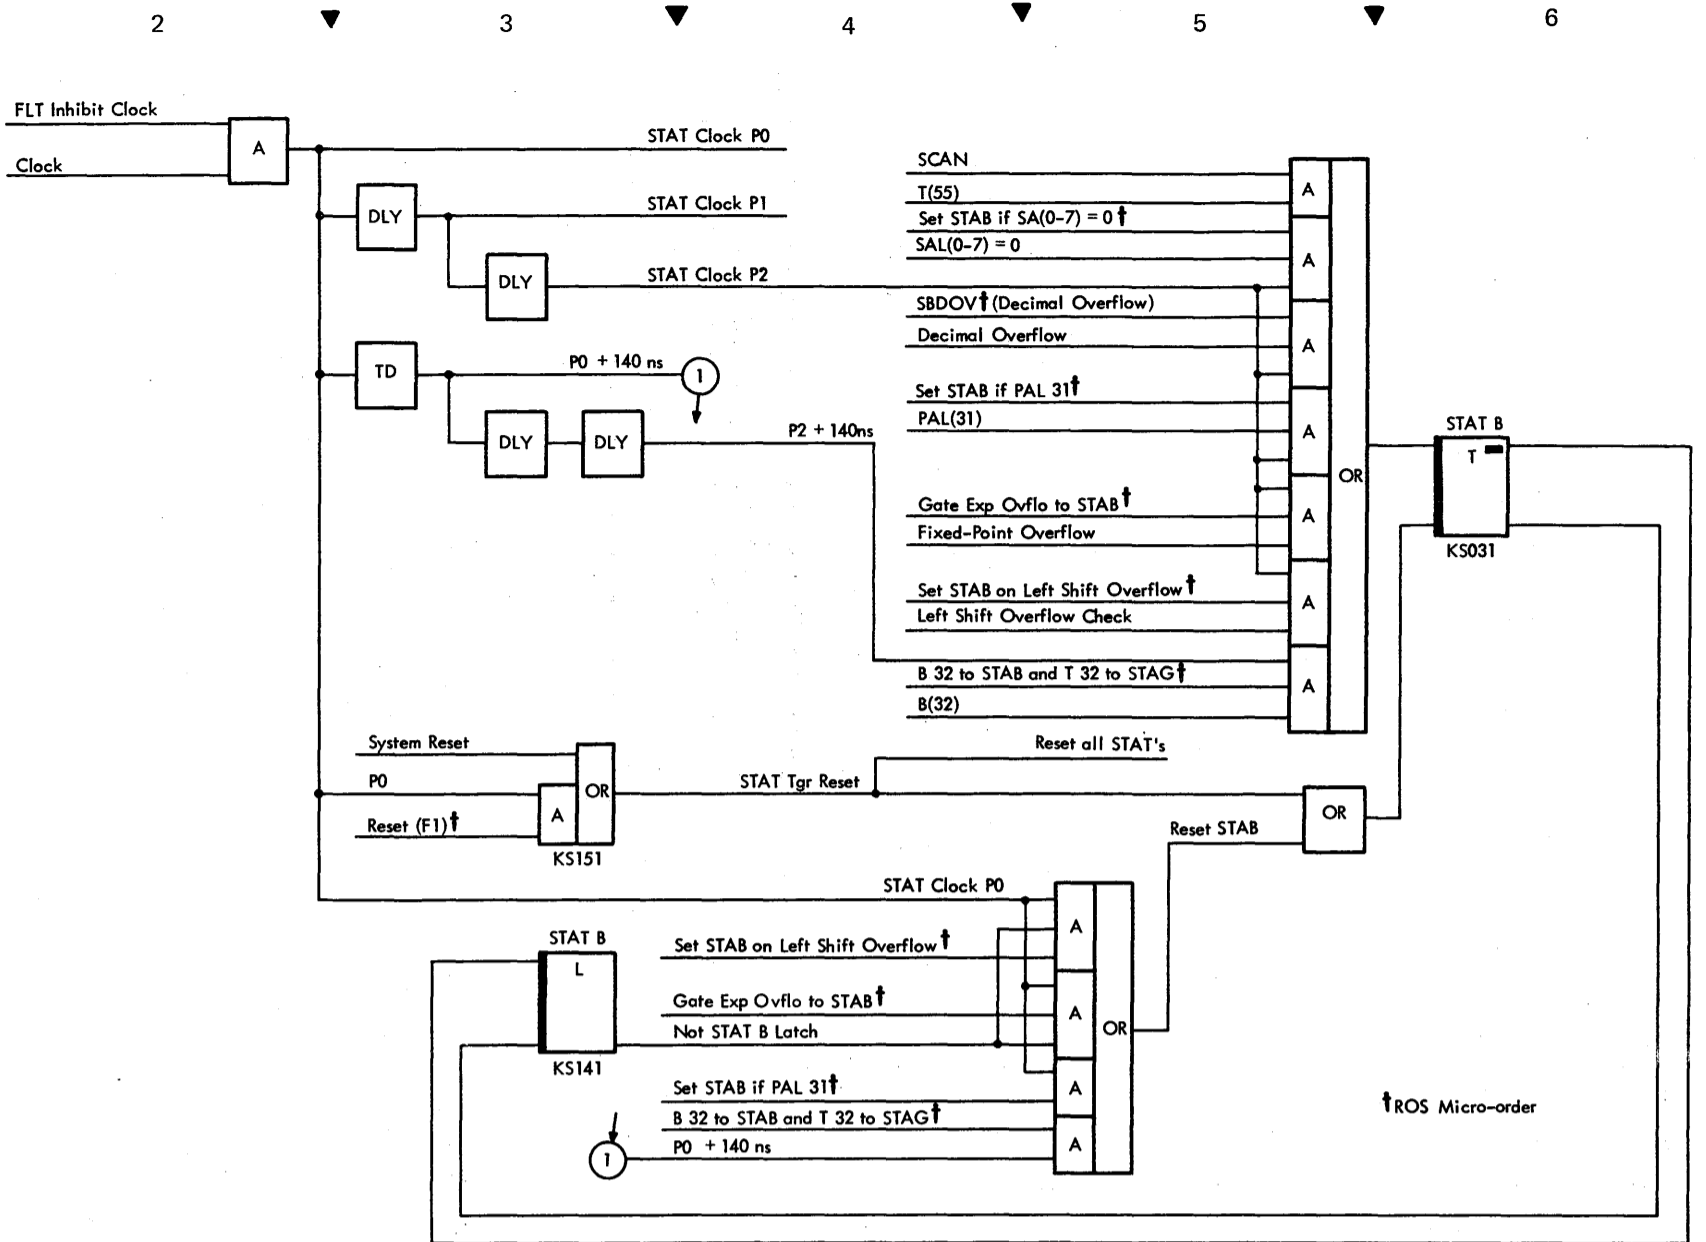 2 3 4 5 6
FLT Inhibit Clock
Clock
A
STAT Clock P0
DLY
STAT Clock P1
DLY
STAT Clock P2
TD
P0 + 140 ns
1
DLY
DLY
P2 + 140ns
SCAN
T(55)
A
Set STAB if SA(0-7) = 0†
SAL(0-7) = 0
A
SBDOV† (Decimal Overflow)
Decimal Overflow
A
Set STAB if PAL 31†
PAL(31)
A
Gate Exp Ovflo to STAB†
Fixed-Point Overflow
A
Set STAB on Left Shift Overflow†
Left Shift Overflow Check
A
B 32 to STAB and T 32 to STAG†
B(32)
A
OR
STAT B
T
KS031
System Reset
P0
Reset (F1)†
A
OR
KS151
STAT Tgr Reset
Reset all STAT's
OR
Reset STAB
STAT Clock P0
A
Set STAB on Left Shift Overflow†
Gate Exp Ovflo to STAB†
A
Not STAT B Latch
OR
STAT B
L
KS141
Set STAB if PAL 31†
A
B 32 to STAB and T 32 to STAG†
A
P0 + 140 ns
1
†ROS Micro-order